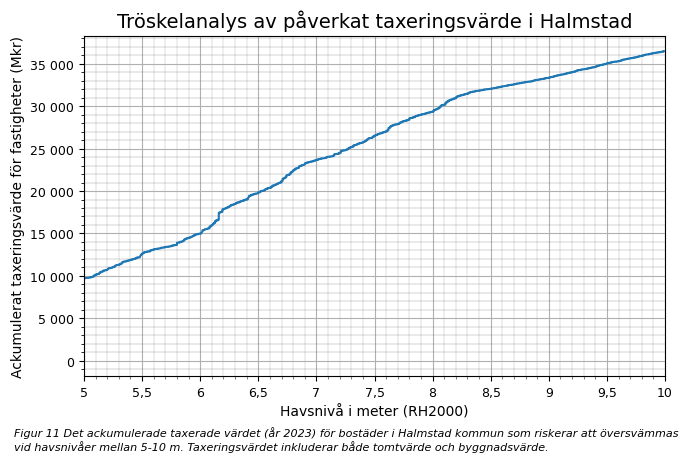 Tröskelanalys av påverkat taxeringsvärde i Halmstad
Ackumulerat taxeringsvärde för fastigheter (Mkr)
35 000
30 000
25 000
20 000
15 000
10 000
5 000
0
5 5,5 6 6,5 7 7,5 8 8,5 9 9,5 10
Havsnivå i meter (RH2000)
Figur 11 Det ackumulerade taxerade värdet (år 2023) för bostäder i Halmstad kommun som riskerar att översvämmas
vid havsnivåer mellan 5-10 m. Taxeringsvärdet inkluderar både tomtvärde och byggnadsvärde.